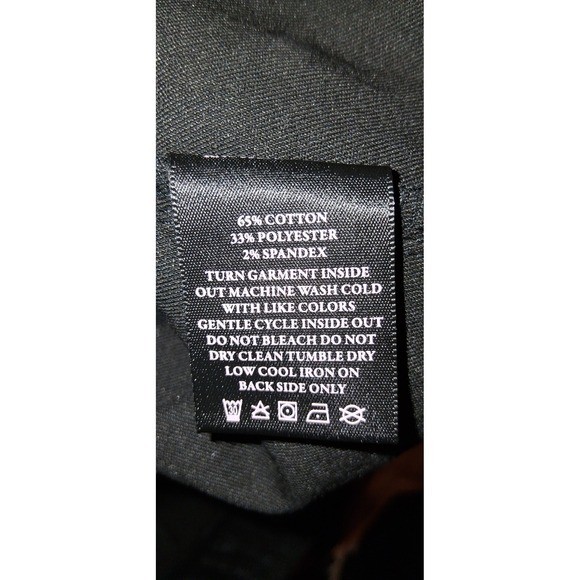 65% COTTON
33% POLYESTER
2% SPANDEX
TURN GARMENT INSIDE
OUT MACHINE WASH COLD
WITH LIKE COLORS
GENTLE CYCLE INSIDE OUT
DO NOT BLEACH DO NOT
DRY CLEAN TUMBLE DRY
LOW COOL IRON ON
BACK SIDE ONLY
30